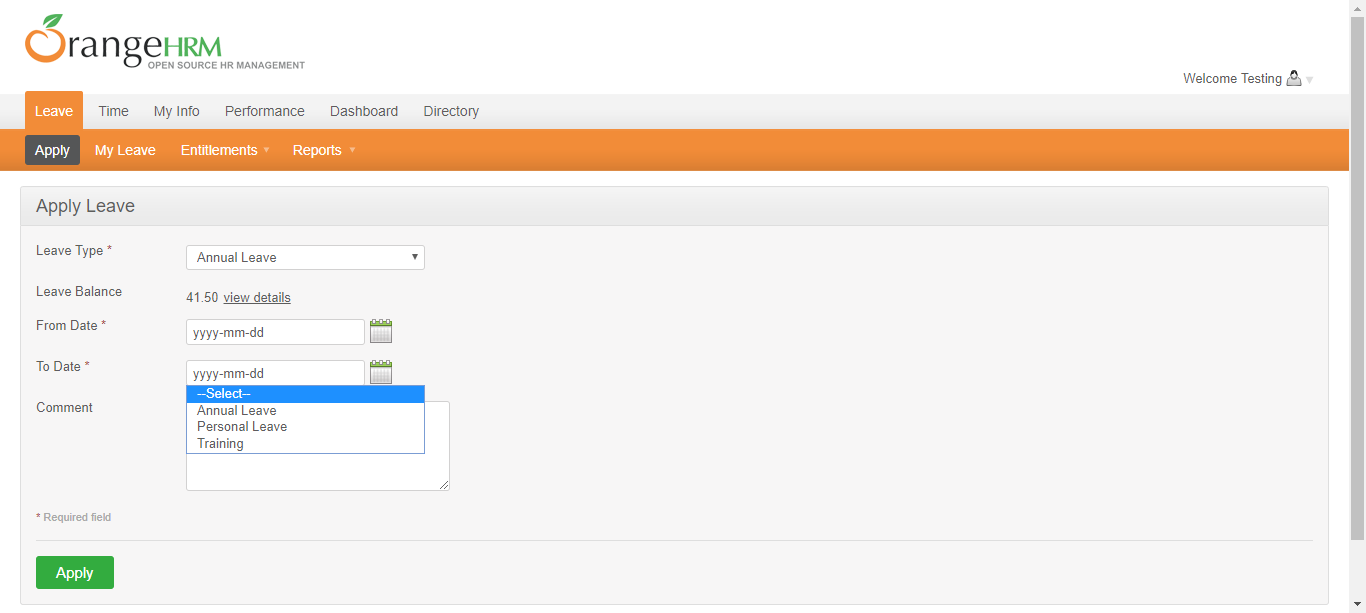 OrangeHRM
OPEN SOURCE HR MANAGEMENT
Welcome Testing
Leave Time My Info Performance Dashboard Directory
Apply My Leave Entitlements Reports
Apply Leave
Leave Type * Annual Leave
Leave Balance 41.50 view details
From Date * yyyy-mm-dd
To Date * yyyy-mm-dd
--Select--
Comment
Annual Leave
Personal Leave
Training
* Required field
Apply